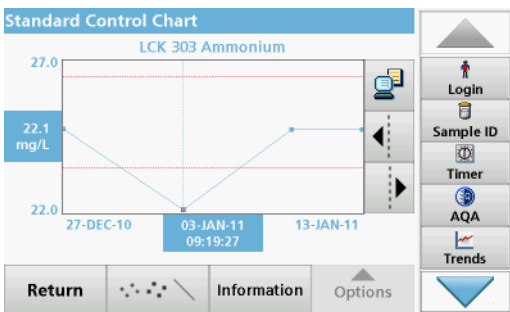 Standard Control Chart
LCK 303 Ammonium
27.0
22.1
mg/L
22.0
27-DEC-10
03-JAN-11
09:19:27
13-JAN-11
Return
Information
Options
Login
Sample ID
Timer
AQA
Trends